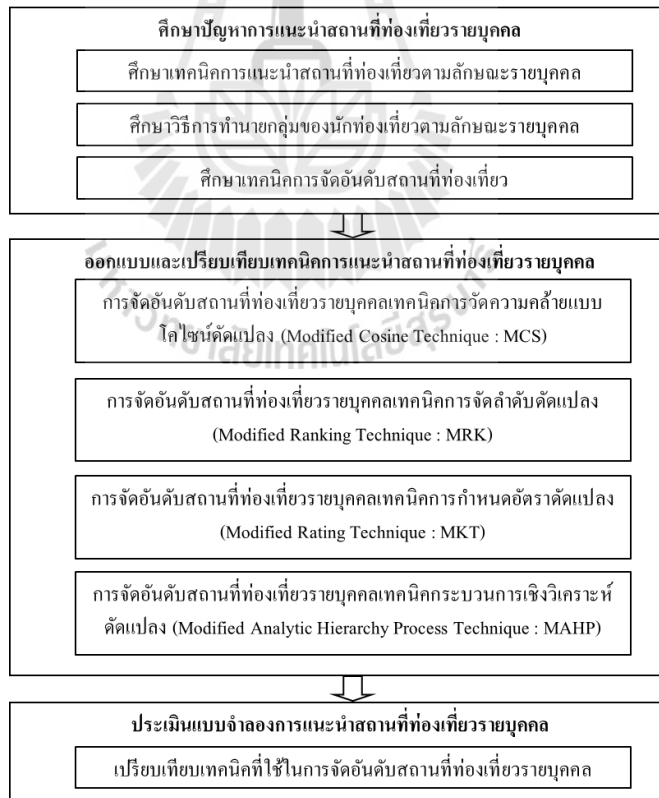 ศึกษาปัญหาการแนะนำสถานที่ท่องเที่ยวรายบุคคล
ศึกษาเทคนิคการแนะนำสถานที่ท่องเที่ยวตามลักษณะรายบุคคล
ศึกษาวิธีการทำนายกลุ่มของนักท่องเที่ยวตามลักษณะรายบุคคล
ศึกษาเทคนิคการจัดอันดับสถานที่ท่องเที่ยว
ออกแบบและเปรียบเทียบเทคนิคการแนะนำสถานที่ท่องเที่ยวรายบุคคล
การจัดอันดับสถานที่ท่องเที่ยวรายบุคคลเทคนิคการวัดความคล้ายแบบ
โคไซน์ดัดแปลง (Modified Cosine Technique : MCS)
การจัดอันดับสถานที่ท่องเที่ยวรายบุคคลเทคนิคการจัดลำดับดัดแปลง
(Modified Ranking Technique : MRK)
การจัดอันดับสถานที่ท่องเที่ยวรายบุคคลเทคนิคการกำหนดอัตราดัดแปลง
(Modified Rating Technique : MKT)
การจัดอันดับสถานที่ท่องเที่ยวรายบุคคลเทคนิคกระบวนการเชิงวิเคราะห์
ดัดแปลง (Modified Analytic Hierarchy Process Technique : MAHP)
ประเมินแบบจำลองการแนะนำสถานที่ท่องเที่ยวรายบุคคล
เปรียบเทียบเทคนิคที่ใช้ในการจัดอันดับสถานที่ท่องเที่ยวรายบุคคล
มหาวิทยาลัยเทคโนโลยีสุรนารี